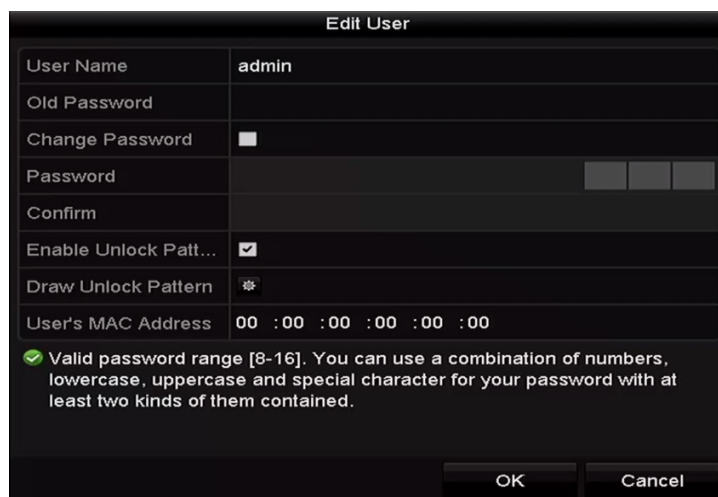 Edit User
User Name admin
Old Password
Change Password
Password
Confirm
Enable Unlock Patt...
Draw Unlock Pattern
User's MAC Address 00 :00 :00 :00 :00 :00
Valid password range [8-16]. You can use a combination of numbers,
lowercase, uppercase and special character for your password with at
least two kinds of them contained.
OK Cancel